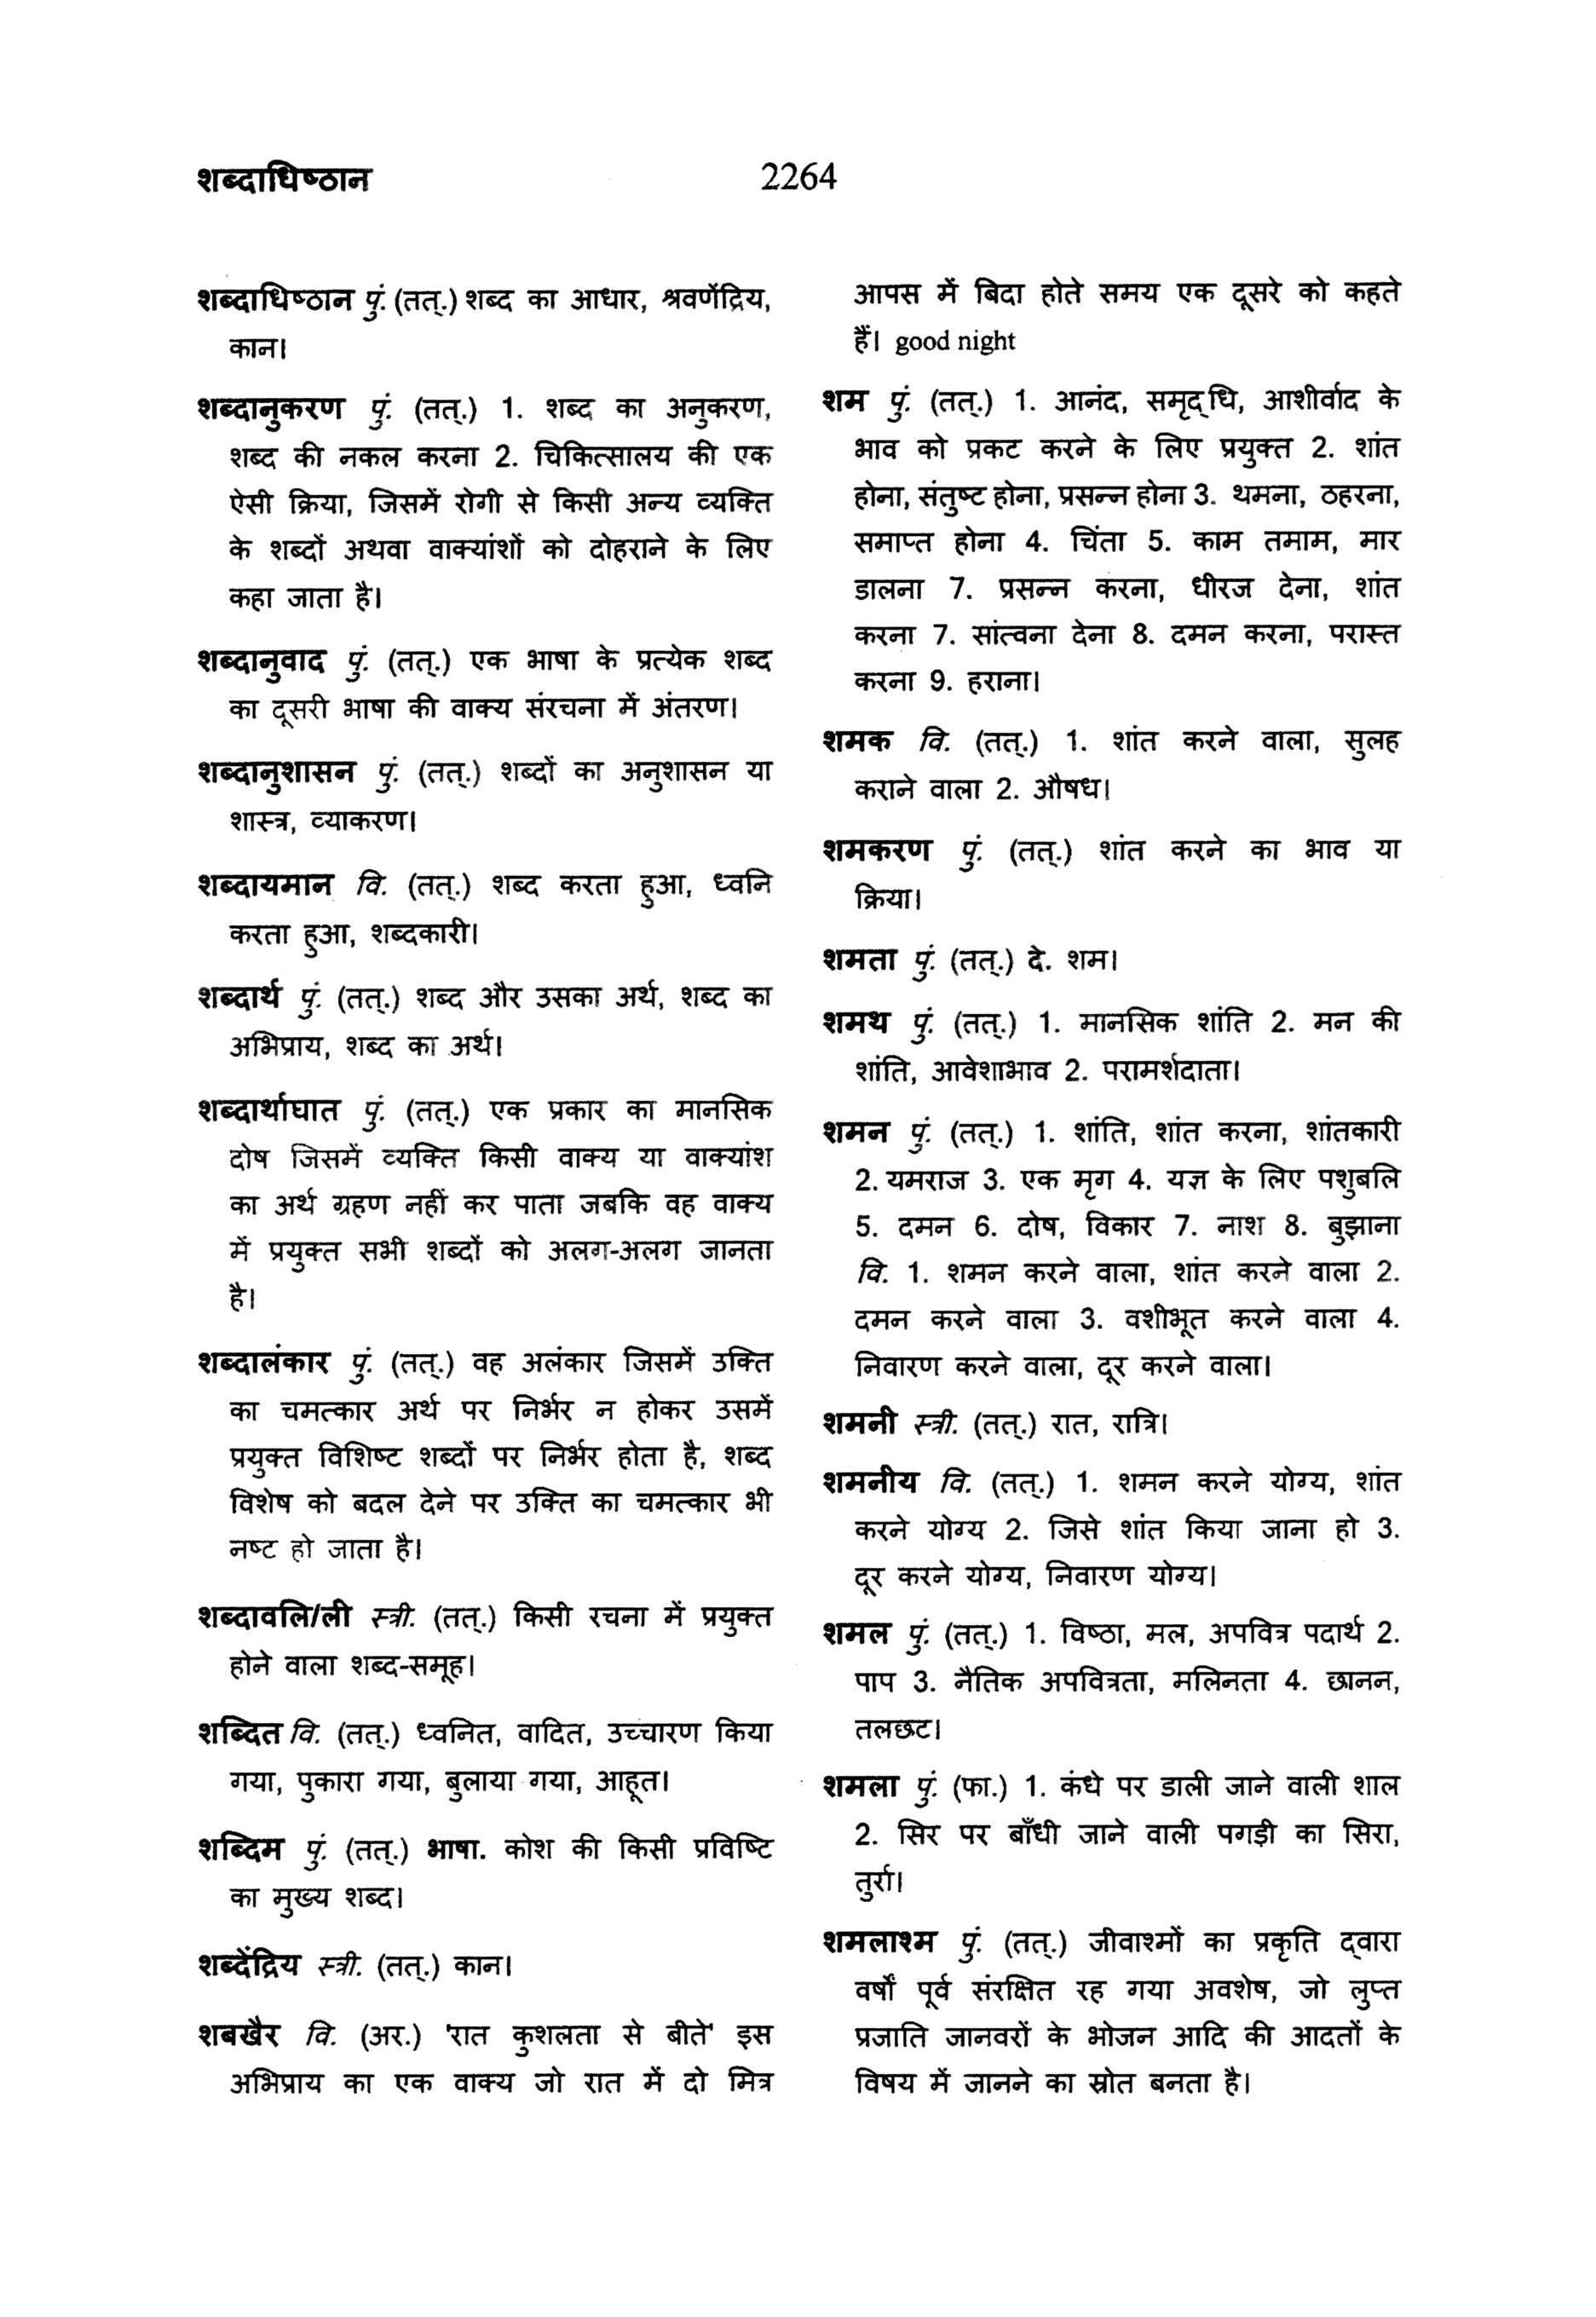 शब्दाधिष्ठान
2264
शब्दाधिष्ठान पुं. (तत्.) शब्द का आधार, श्रवणेंद्रिय,
कान।
शब्दानुकरण पुं. (तत्.) 1. शब्द का अनुकरण,
शब्द की नकल करना 2. चिकित्सालय की एक
ऐसी क्रिया, जिसमें रोगी से किसी अन्य व्यक्ति
के शब्दों अथवा वाक्यांशों को दोहराने के लिए
कहा जाता है।
शब्दानुवाद पुं. (तत्.) एक भाषा के प्रत्येक शब्द
का दूसरी भाषा की वाक्य संरचना में अंतरण।
शब्दानुशासन पुं. (तत्.) शब्दों का अनुशासन या
शास्त्र, व्याकरण।
शब्दायमान वि. (तत्.) शब्द करता हुआ, ध्वनि
करता हुआ, शब्दकारी।
शब्दार्थ पुं. (तत्.) शब्द और उसका अर्थ, शब्द का
अभिप्राय, शब्द का अर्थ।
शब्दार्थाघात पुं. (तत्.) एक प्रकार का मानसिक
दोष जिसमें व्यक्ति किसी वाक्य या वाक्यांश
का अर्थ ग्रहण नहीं कर पाता जबकि वह वाक्य
में प्रयुक्त सभी शब्दों को अलग-अलग जानता
है।
शब्दालंकार पुं. (तत्.) वह अलंकार जिसमें उक्ति
का चमत्कार अर्थ पर निर्भर न होकर उसमें
प्रयुक्त विशिष्ट शब्दों पर निर्भर होता है, शब्द
विशेष को बदल देने पर उक्ति का चमत्कार भी
नष्ट हो जाता है।
शब्दावलि/ली स्त्री. (तत्.) किसी रचना में प्रयुक्त
होने वाला शब्द-समूह।
शब्दित वि. (तत्.) ध्वनित, वादित, उच्चारण किया
गया, पुकारा गया, बुलाया गया, आहूत।
शब्दिम पुं. (तत्.) भाषा. कोश की किसी प्रविष्टि
का मुख्य शब्द।
शब्देंद्रिय स्त्री. (तत्.) कान।
शबखैर वि. (अर.) 'रात कुशलता से बीते' इस
अभिप्राय का एक वाक्य जो रात में दो मित्र
आपस में बिदा होते समय एक दूसरे को कहते
हैं। good night
शम पुं. (तत्.) 1. आनंद, समृद्‌धि, आशीर्वाद के
भाव को प्रकट करने के लिए प्रयुक्त 2. शांत
होना, संतुष्ट होना, प्रसन्न होना 3. थमना, ठहरना,
समाप्त होना 4. चिंता 5. काम तमाम, मार
डालना 7. प्रसन्न करना, धीरज देना, शांत
करना 7. सांत्वना देना 8. दमन करना, परास्त
करना 9. हराना।
शमक वि. (तत्.) 1. शांत करने वाला, सुलह
कराने वाला 2. औषध।
शमकरण पुं. (तत्.) शांत करने का भाव या
क्रिया।
शमता पुं. (तत्.) दे. शम।
शमथ पुं. (तत्.) 1. मानसिक शांति 2. मन की
शांति, आवेशाभाव 2. परामर्शदाता।
शमन पुं. (तत्.) 1. शांति, शांत करना, शांतकारी
2. यमराज 3. एक मृग 4. यज्ञ के लिए पशुबलि
5. दमन 6. दोष, विकार 7. नाश 8. बुझाना
वि. 1. शमन करने वाला, शांत करने वाला 2.
दमन करने वाला 3. वशीभूत करने वाला 4.
निवारण करने वाला, दूर करने वाला।
शमनी स्त्री. (तत्.) रात, रात्रि।
शमनीय वि. (तत्.) 1. शमन करने योग्य, शांत
करने योग्य 2. जिसे शांत किया जाना हो 3.
दूर करने योग्य, निवारण योग्य।
शमल पुं. (तत्.) 1. विष्ठा, मल, अपवित्र पदार्थ 2.
पाप 3. नैतिक अपवित्रता, मलिनता 4. छानन,
तलछट।
शमला पुं. (फा.) 1. कंधे पर डाली जाने वाली शाल
2. सिर पर बाँधी जाने वाली पगड़ी का सिरा,
तुर्रा।
शमलाश्म पुं. (तत्.) जीवाश्मों का प्रकृति द्‌वारा
वर्षों पूर्व संरक्षित रह गया अवशेष, जो लुप्त
प्रजाति जानवरों के भोजन आदि की आदतों के
विषय में जानने का स्रोत बनता है।